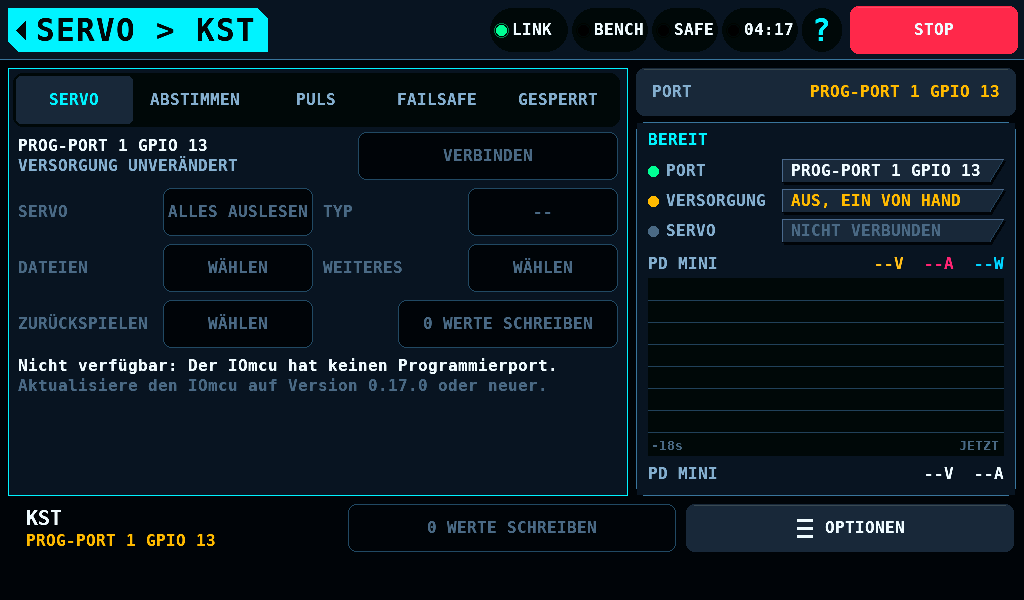 SERVO > KST
LINK
BENCH
SAFE
04:17
?
STOP
SERVO
ABSTIMMEN
PULS
FAILSAFE
GESPERRT
PROG-PORT 1 GPIO 13
VERSORGUNG UNVERÄNDERT
VERBINDEN
SERVO
ALLES AUSLESEN
TYP
--
DATEIEN
WÄHLEN
WEITERES
WÄHLEN
ZURÜCKSPIELEN
WÄHLEN
0 WERTE SCHREIBEN
Nicht verfügbar: Der IOmcu hat keinen Programmierport.
Aktualisiere den IOmcu auf Version 0.17.0 oder neuer.
PORT
PROG-PORT 1 GPIO 13
BEREIT
PORT
PROG-PORT 1 GPIO 13
VERSORGUNG
AUS, EIN VON HAND
SERVO
NICHT VERBUNDEN
PD MINI
--V --A --W
-18s
JETZT
PD MINI
--V --A
KST
PROG-PORT 1 GPIO 13
0 WERTE SCHREIBEN
OPTIONEN